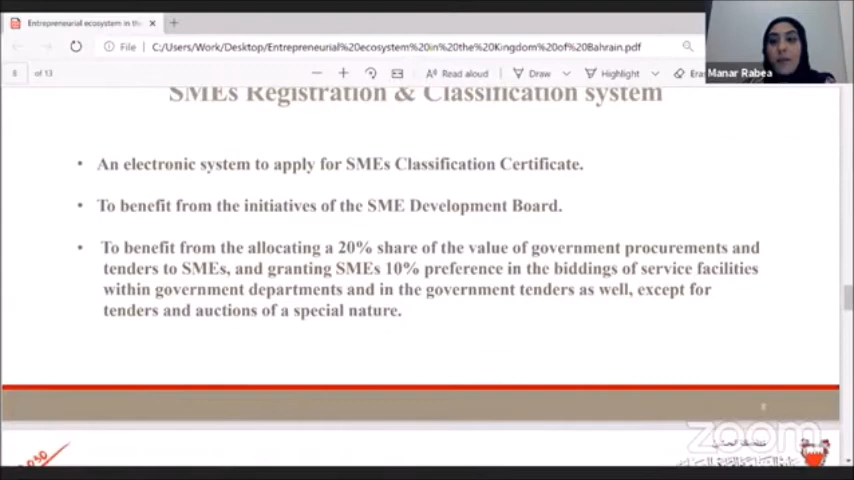 Entrepreneurial ecosystem in the
File
C:/Users/Work/Desktop/Entrepreneurial%20ecosystem%20in%20the%20Kingdom%20of%20Bahrain.pdf
8 of 13
Read aloud
Draw
Highlight
Manar Rabea
SMEs Registration & Classification system
• An electronic system to apply for SMEs Classification Certificate.
• To benefit from the initiatives of the SME Development Board.
• To benefit from the allocating a 20% share of the value of government procurements and
tenders to SMEs, and granting SMEs 10% preference in the biddings of service facilities
within government departments and in the government tenders as well, except for
tenders and auctions of a special nature.
8
zoom